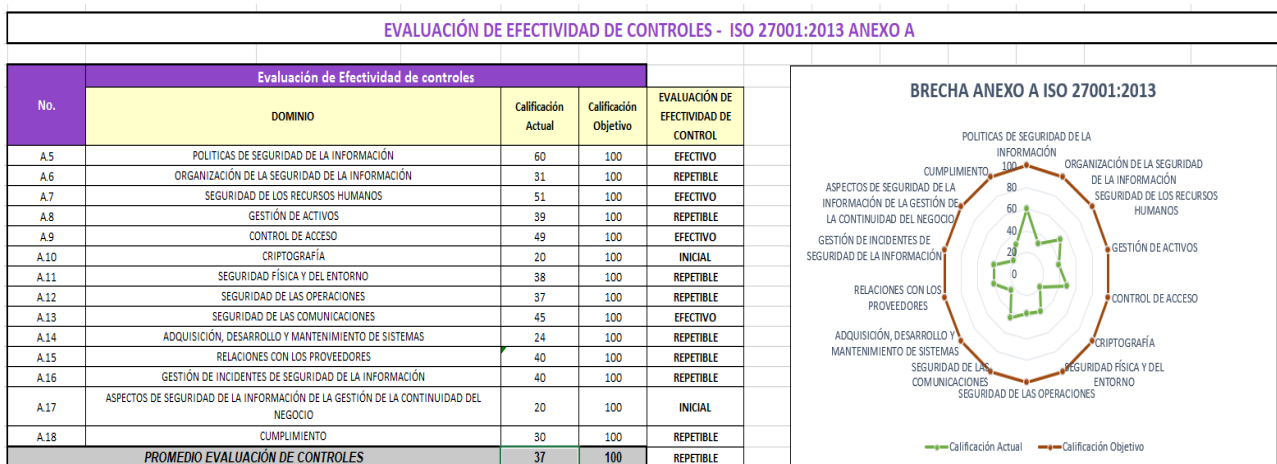 EVALUACIÓN DE EFECTIVIDAD DE CONTROLES - ISO 27001:2013 ANEXO A
No.
Evaluación de Efectividad de controles
DOMINIO
Calificación
Actual
Calificación
Objetivo
EVALUACIÓN DE
EFECTIVIDAD DE
CONTROL
A.5 POLITICAS DE SEGURIDAD DE LA INFORMACIÓN 60 100 EFECTIVO
A.6 ORGANIZACIÓN DE LA SEGURIDAD DE LA INFORMACIÓN 31 100 REPETIBLE
A.7 SEGURIDAD DE LOS RECURSOS HUMANOS 51 100 EFECTIVO
A.8 GESTIÓN DE ACTIVOS 39 100 REPETIBLE
A.9 CONTROL DE ACCESO 49 100 EFECTIVO
A.10 CRIPTOGRAFÍA 20 100 INICIAL
A.11 SEGURIDAD FÍSICA Y DEL ENTORNO 38 100 REPETIBLE
A.12 SEGURIDAD DE LAS OPERACIONES 37 100 REPETIBLE
A.13 SEGURIDAD DE LAS COMUNICACIONES 45 100 EFECTIVO
A.14 ADQUISICIÓN, DESARROLLO Y MANTENIMIENTO DE SISTEMAS 24 100 REPETIBLE
A.15 RELACIONES CON LOS PROVEEDORES 40 100 REPETIBLE
A.16 GESTIÓN DE INCIDENTES DE SEGURIDAD DE LA INFORMACIÓN 40 100 REPETIBLE
A.17 ASPECTOS DE SEGURIDAD DE LA INFORMACIÓN DE LA GESTIÓN DE LA CONTINUIDAD DEL
NEGOCIO 20 100 INICIAL
A.18 CUMPLIMIENTO 30 100 REPETIBLE
PROMEDIO EVALUACIÓN DE CONTROLES 37 100 REPETIBLE
BRECHA ANEXO A ISO 27001:2013
POLITICAS DE SEGURIDAD DE LA
INFORMACIÓN
ORGANIZACIÓN DE LA SEGURIDAD
DE LA INFORMACIÓN
SEGURIDAD DE LOS RECURSOS
HUMANOS
GESTIÓN DE ACTIVOS
CONTROL DE ACCESO
CRIPTOGRAFÍA
SEGURIDAD FÍSICA Y DEL
ENTORNO
SEGURIDAD DE LAS OPERACIONES
SEGURIDAD DE LAS
COMUNICACIONES
ADQUISICIÓN, DESARROLLO Y
MANTENIMIENTO DE SISTEMAS
RELACIONES CON LOS
PROVEEDORES
GESTIÓN DE INCIDENTES DE
SEGURIDAD DE LA INFORMACIÓN
ASPECTOS DE SEGURIDAD DE LA
INFORMACIÓN DE LA GESTIÓN DE
LA CONTINUIDAD DEL NEGOCIO
CUMPLIMIENTO
100
80
60
40
20
0
Calificación Actual
Calificación Objetivo